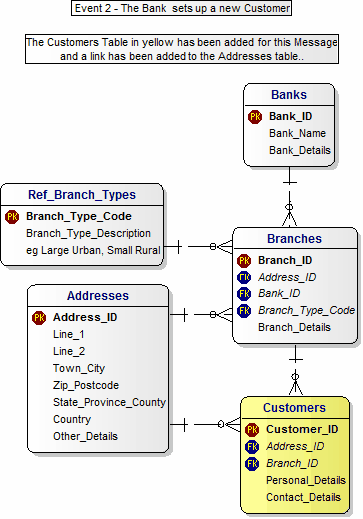 Event 2 - The Bank sets up a new Customer
The Customers Table in yellow has been added for this Message
and a link has been added to the Addresses table..
Banks
PK Bank_ID
Bank_Name
Bank_Details
Ref_Branch_Types
PK Branch_Type_Code
Branch_Type_Description
eg Large Urban, Small Rural
Branches
PK Branch_ID
FK Address_ID
FK Bank_ID
FK Branch_Type_Code
Branch_Details
Addresses
PK Address_ID
Line_1
Line_2
Town_City
Zip_Postcode
State_Province_County
Country
Other_Details
Customers
PK Customer_ID
FK Address_ID
FK Branch_ID
Personal_Details
Contact_Details